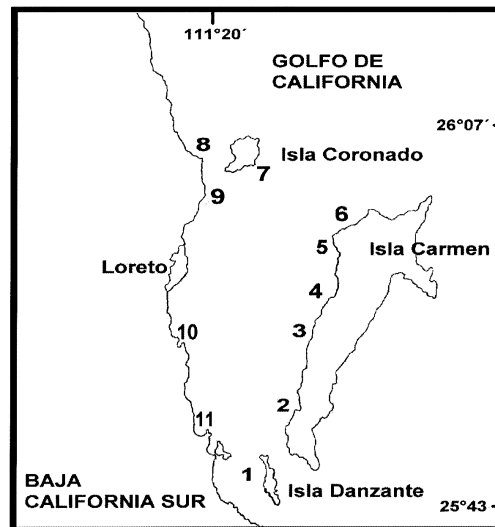 111°20´
GOLFO DE
CALIFORNIA
26°07´
8
Isla Coronado
7
9
6
5
Isla Carmen
Loreto
4
10
3
2
11
1
BAJA
CALIFORNIA SUR
Isla Danzante
25°43